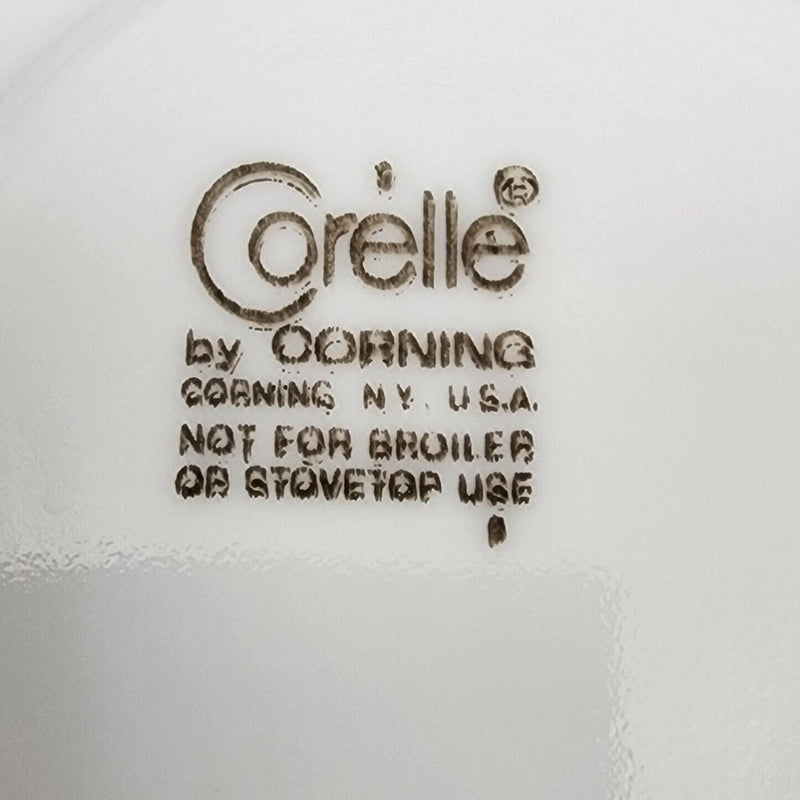 Corelle®
by CORNING
CORNING N.Y. U.S.A.
NOT FOR BROILER
OR STOVETOP USE